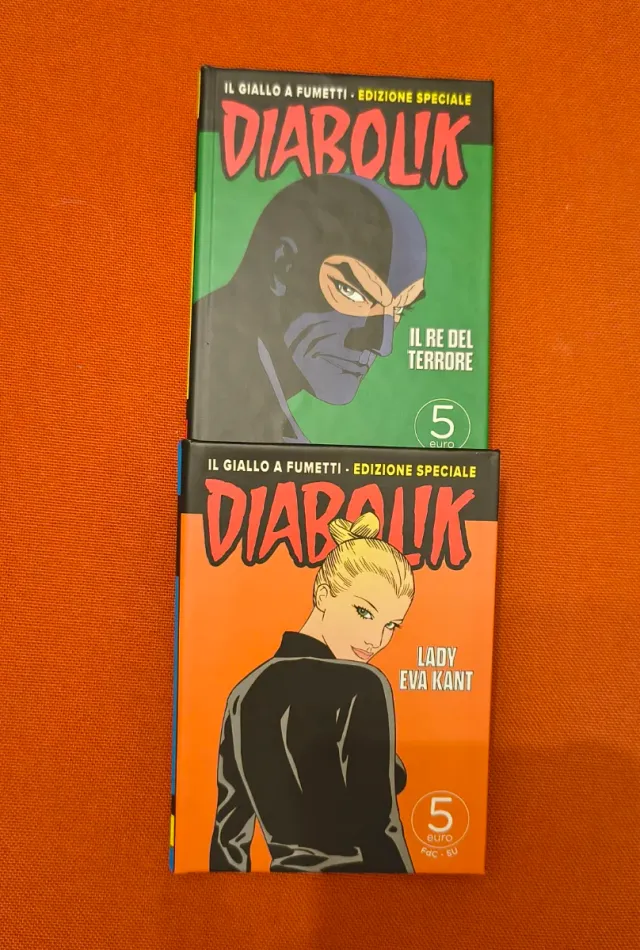 IL GIALLO A FUMETTI - EDIZIONE SPECIALE
DIABOLIK
IL RE DEL
TERRORE
5
euro
IL GIALLO A FUMETTI - EDIZIONE SPECIALE
DIABOLIK
LADY
EVA KANT
5
euro
FdC - SU